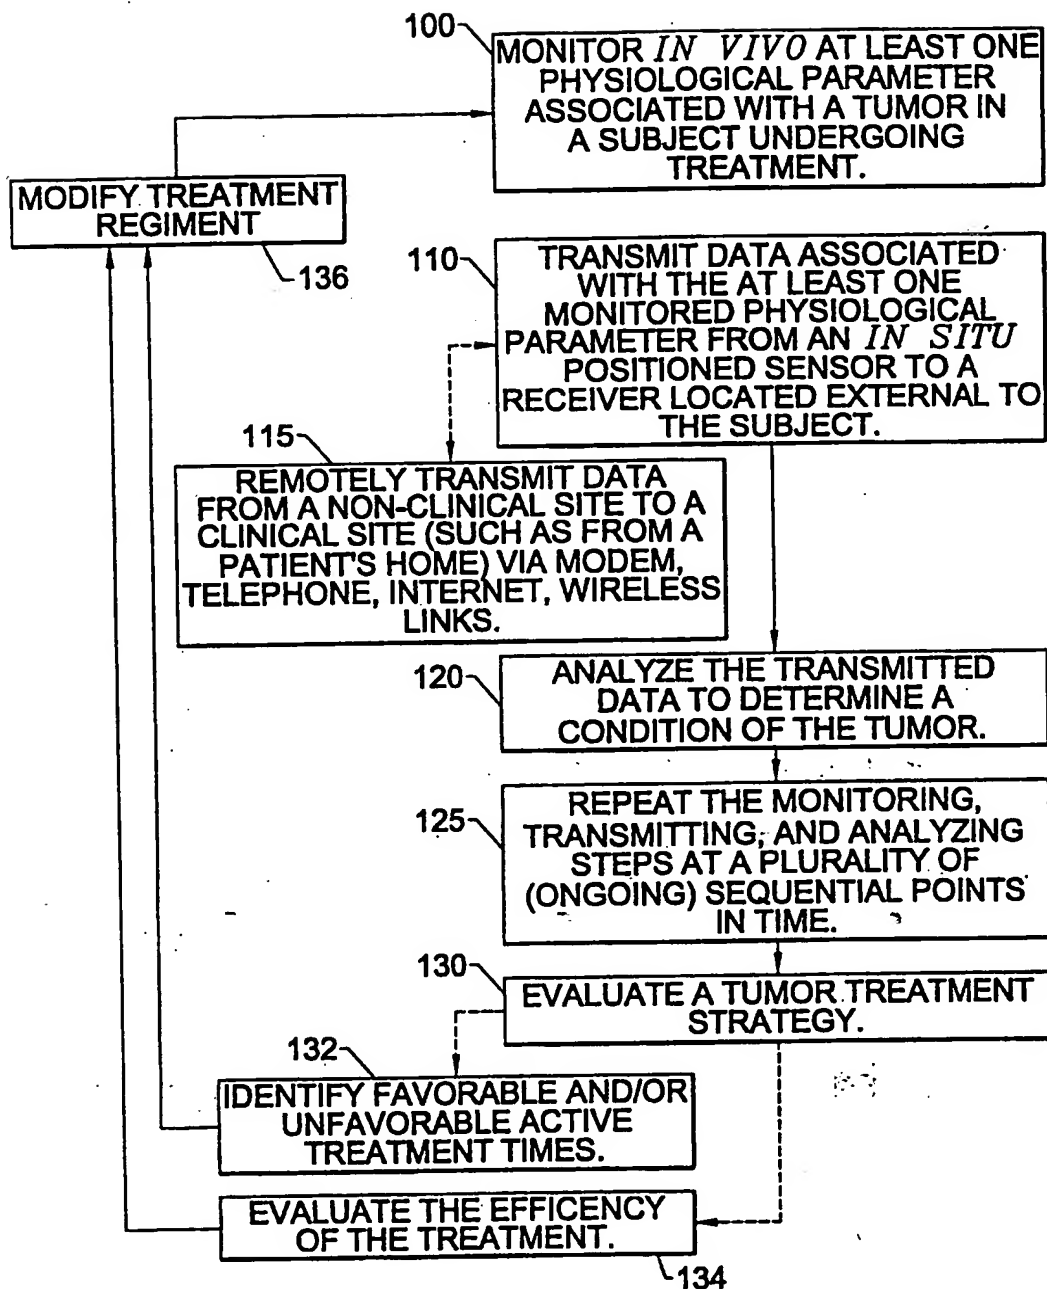 100
MONITOR IN VIVO AT LEAST ONE
PHYSIOLOGICAL PARAMETER
ASSOCIATED WITH A TUMOR IN
A SUBJECT UNDERGOING
TREATMENT.
MODIFY TREATMENT
REGIMENT
136
110
TRANSMIT DATA ASSOCIATED
WITH THE AT LEAST ONE
MONITORED PHYSIOLOGICAL
PARAMETER FROM AN IN SITU
POSITIONED SENSOR TO A
RECEIVER LOCATED EXTERNAL TO
THE SUBJECT.
115
REMOTELY TRANSMIT DATA
FROM A NON-CLINICAL SITE TO A
CLINICAL SITE (SUCH AS FROM A
PATIENT'S HOME) VIA MODEM,
TELEPHONE, INTERNET, WIRELESS
LINKS.
120
ANALYZE THE TRANSMITTED
DATA TO DETERMINE A
CONDITION OF THE TUMOR.
125
REPEAT THE MONITORING,
TRANSMITTING, AND ANALYZING
STEPS AT A PLURALITY OF
(ONGOING) SEQUENTIAL POINTS
IN TIME.
130
EVALUATE A TUMOR TREATMENT
STRATEGY.
132
IDENTIFY FAVORABLE AND/OR
UNFAVORABLE ACTIVE
TREATMENT TIMES.
EVALUATE THE EFFICENCY
OF THE TREATMENT.
134